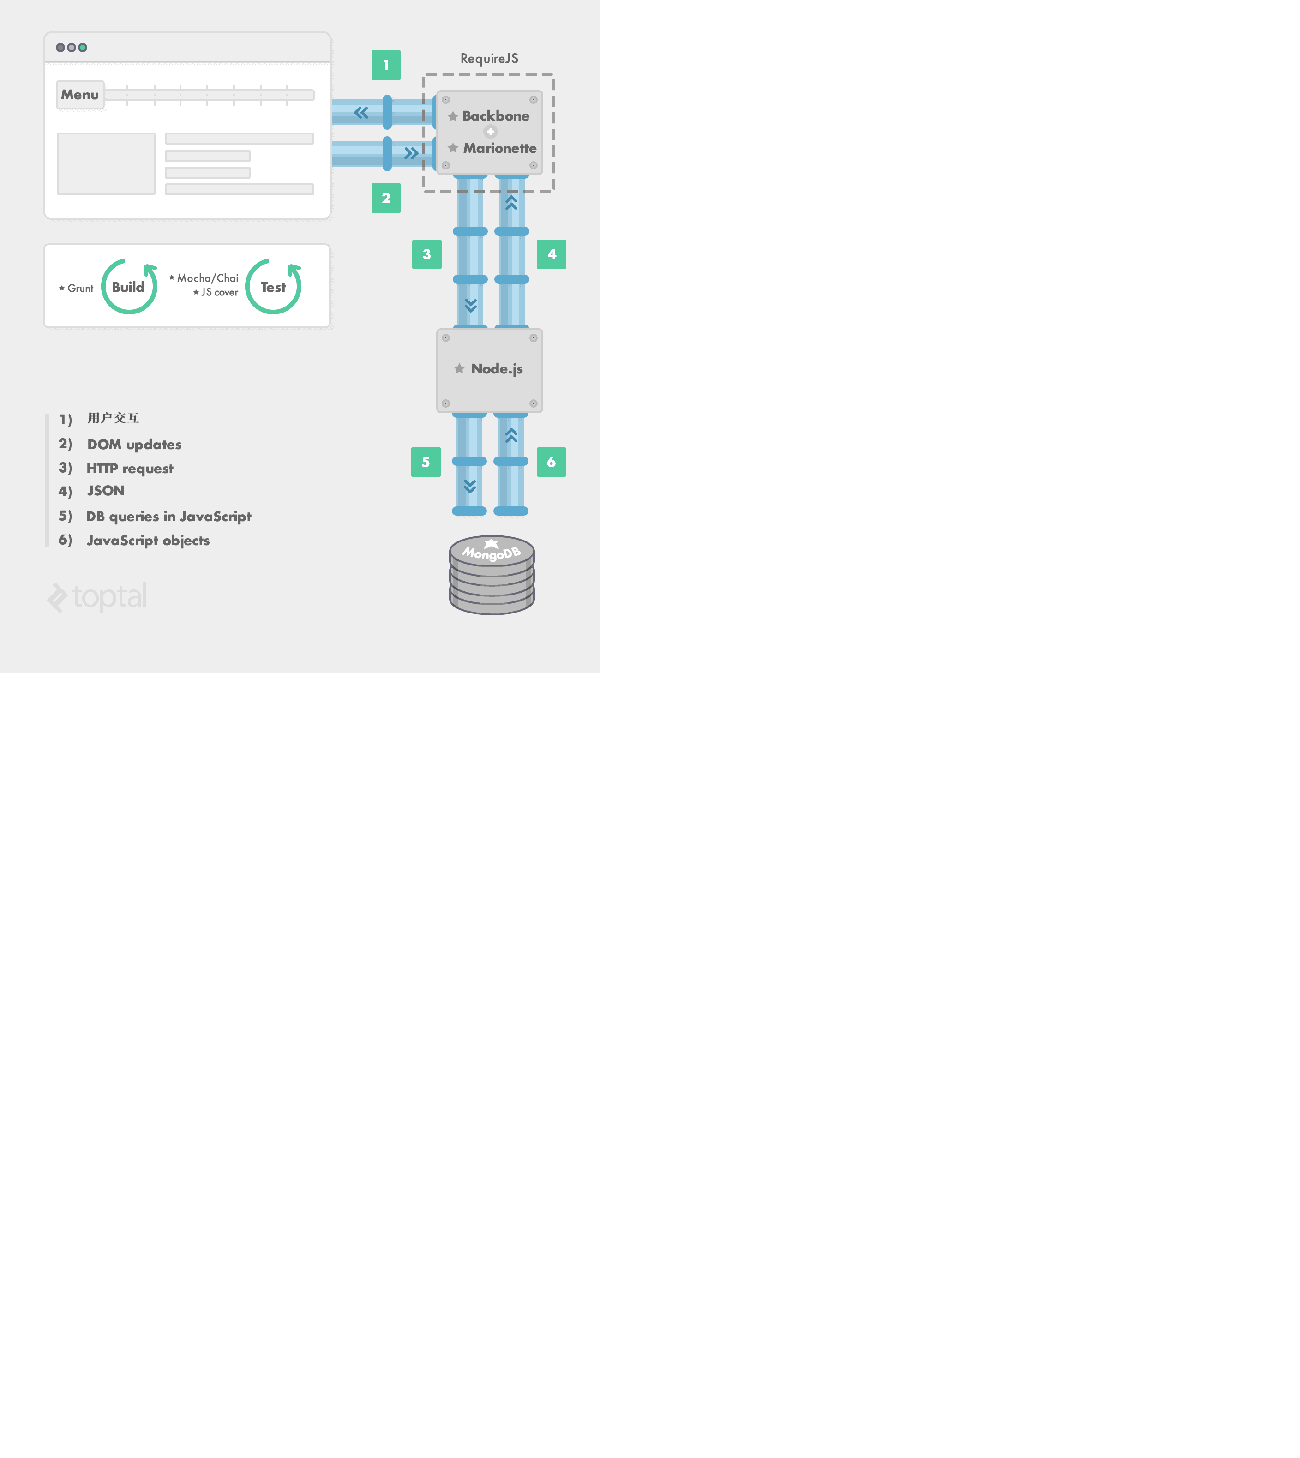 1
RequireJS
Menu
Backbone
Marionette
2
3
4
Grunt
Build
Mocha/Chai
JS cover
Test
Node.js
1) 用户交互
2) DOM updates
3) HTTP request
4) JSON
5) DB queries in JavaScript
6) JavaScript objects
5
6
MongoDB
toptal